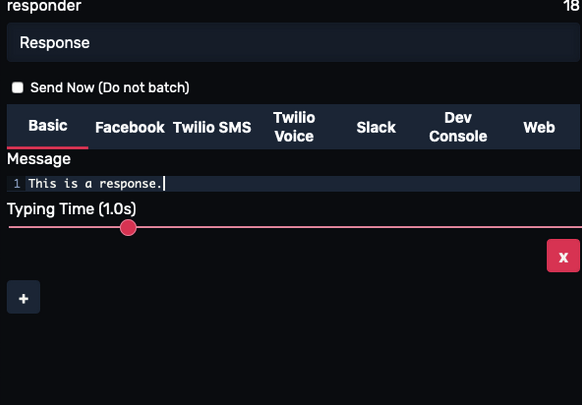 responder 18
Response
Send Now (Do not batch)
Basic Facebook Twilio SMS Twilio Voice Slack Dev Console Web
Message
1 This is a response.
Typing Time (1.0s)
x
+